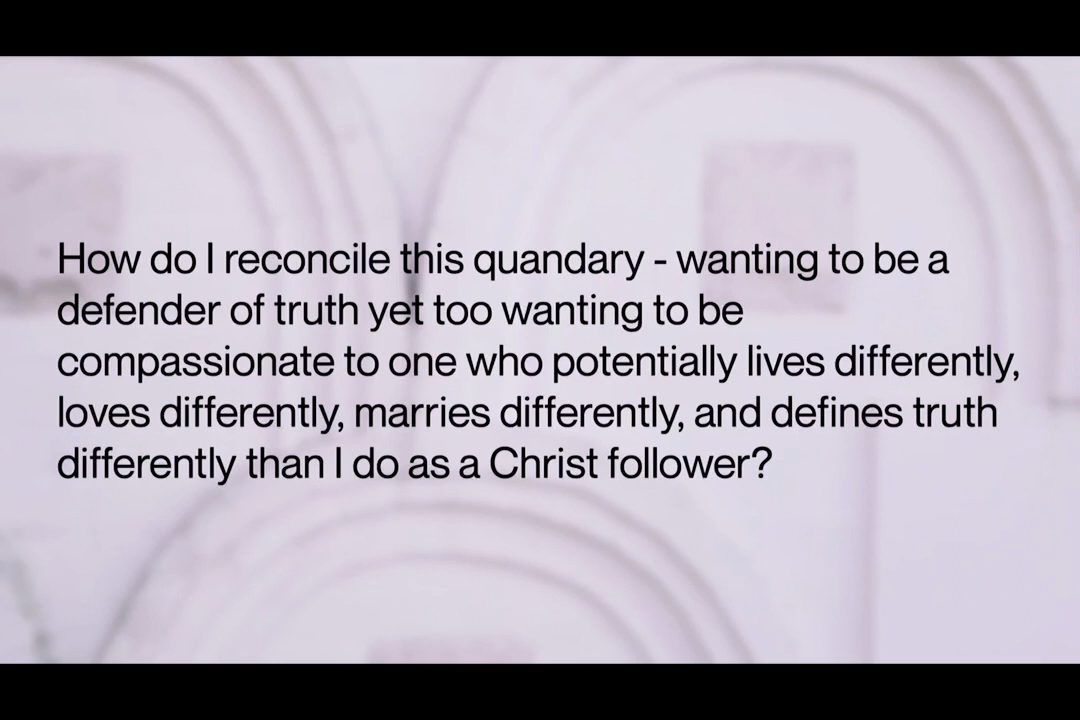 How do I reconcile this quandary - wanting to be a
defender of truth yet too wanting to be
compassionate to one who potentially lives differently,
loves differently, marries differently, and defines truth
differently than I do as a Christ follower?